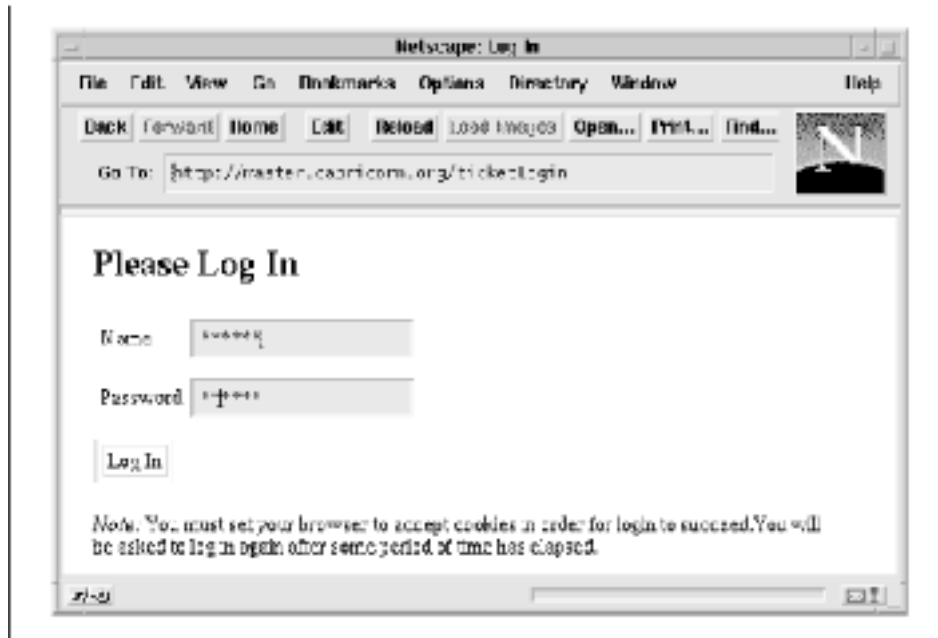 Netscape: Log In
File Edit View Go Bookmarks Options Directory Window Help
Back Forward Home Edit Reload Load Images Open... Print... Find...
N
Go To: http://master.capricorn.org/ticketLogin
Please Log In
Name ******
Password ******
Log In
Note: You must set your browser to accept cookies in order for login to succeed.You will
be asked to log in again after some period of time has elapsed.